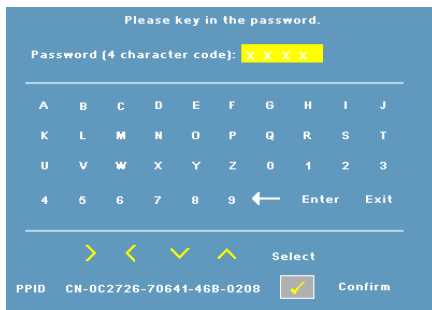 Please key in the password.
Password (4 character code): X X X X
A B C D E F G H I J
K L M N O P Q R S T
U V W X Y Z 0 1 2 3
4 5 6 7 8 9 ← Enter Exit
> < ∨ ∧ Select
PPID CN-0C2726-70641-46B-0208 ✓ Confirm